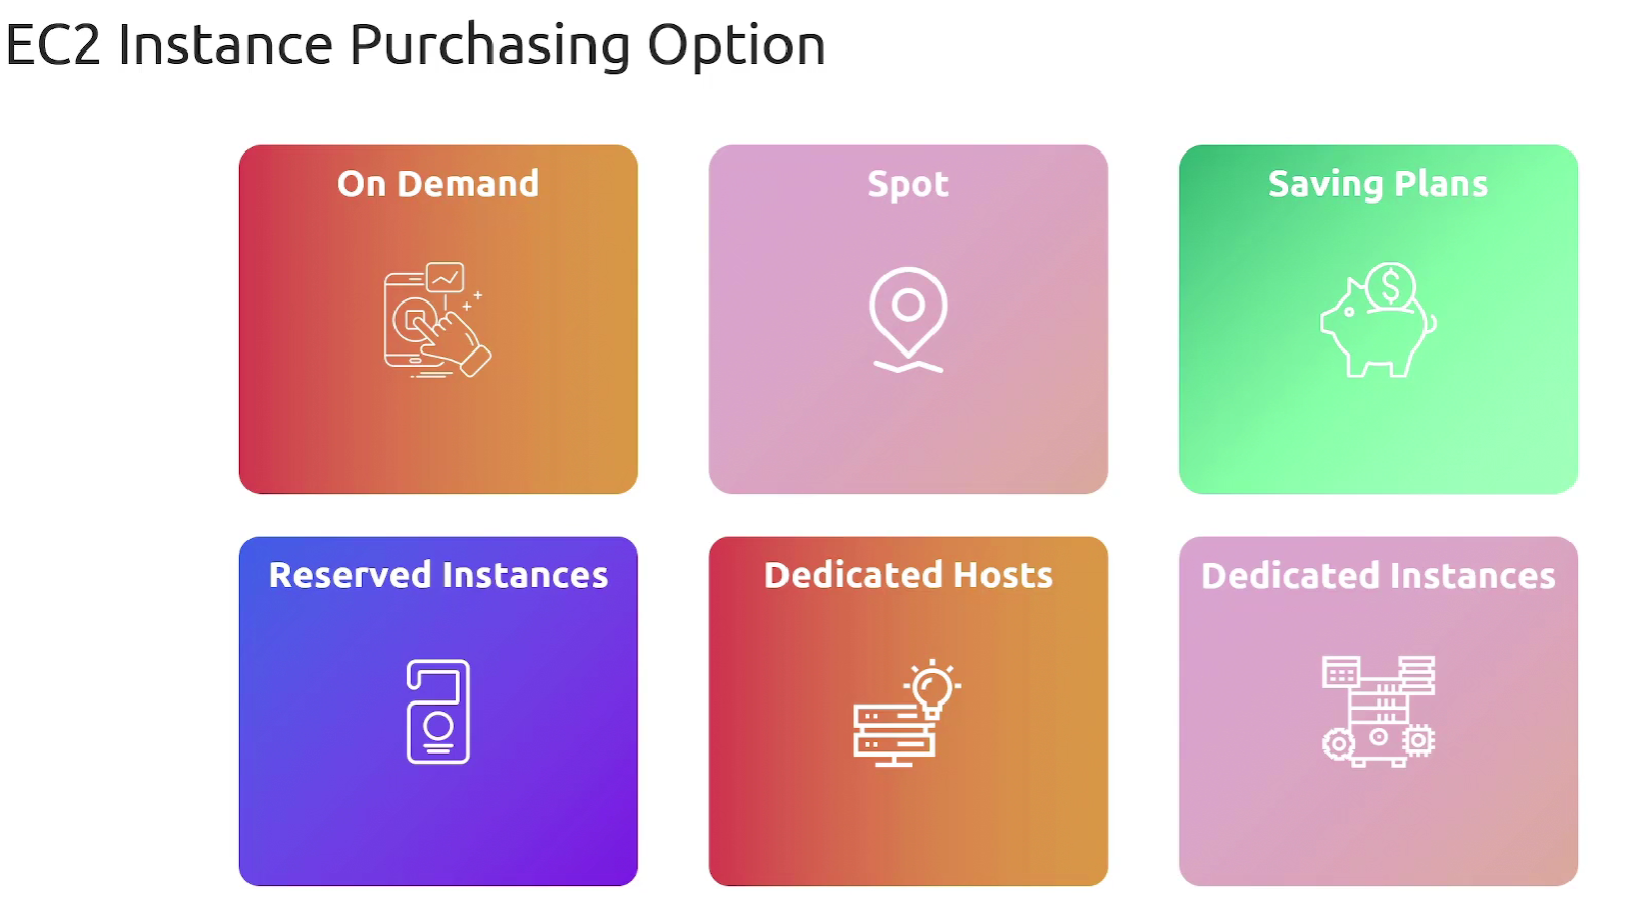 EC2 Instance Purchasing Option
On Demand
Spot
Saving Plans
$
Reserved Instances
Dedicated Hosts
Dedicated Instances